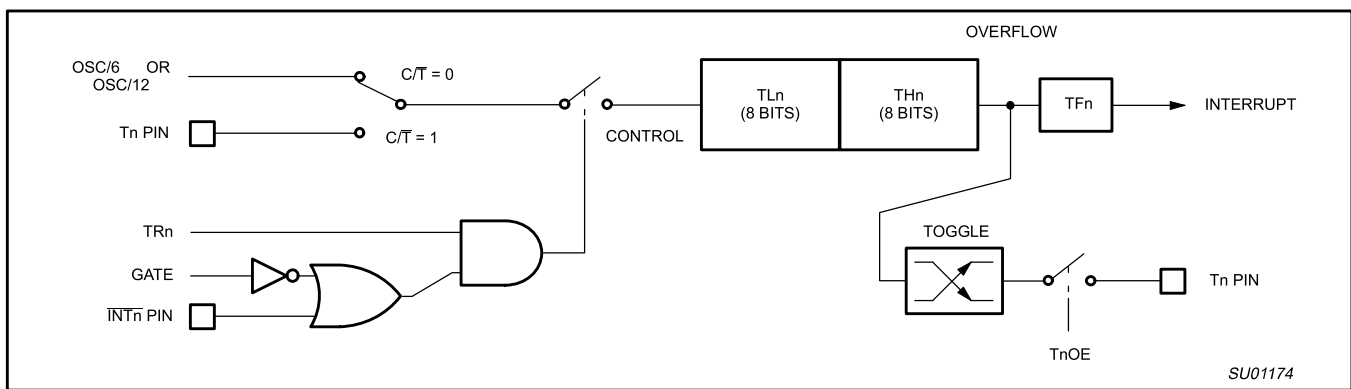 OVERFLOW
OSC/6 OR
OSC/12
C/T̅ = 0
TLn
(8 BITS)
THn
(8 BITS)
TFn
INTERRUPT
Tn PIN
C/T̅ = 1
CONTROL
TRn
TOGGLE
GATE
Tn PIN
I̅N̅T̅n̅ PIN
TnOE
SU01174